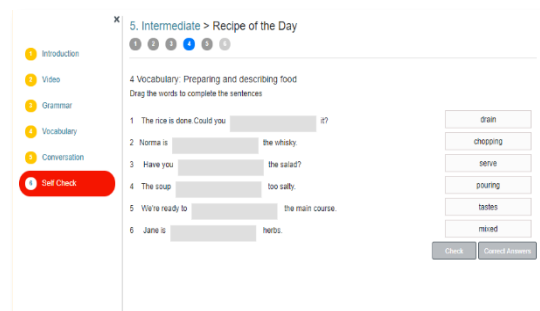 x
5. Intermediate > Recipe of the Day
1 2 3 4 5 6
1 Introduction
2 Video
3 Grammar
4 Vocabulary
5 Conversation
6 Self Check
4 Vocabulary: Preparing and describing food
Drag the words to complete the sentences
1 The rice is done.Could you it?
2 Norma is the whisky.
3 Have you the salad?
4 The soup too salty.
5 We're ready to the main course.
6 Jane is herbs.
drain
chopping
serve
pouring
tastes
mixed
Check Correct Answers